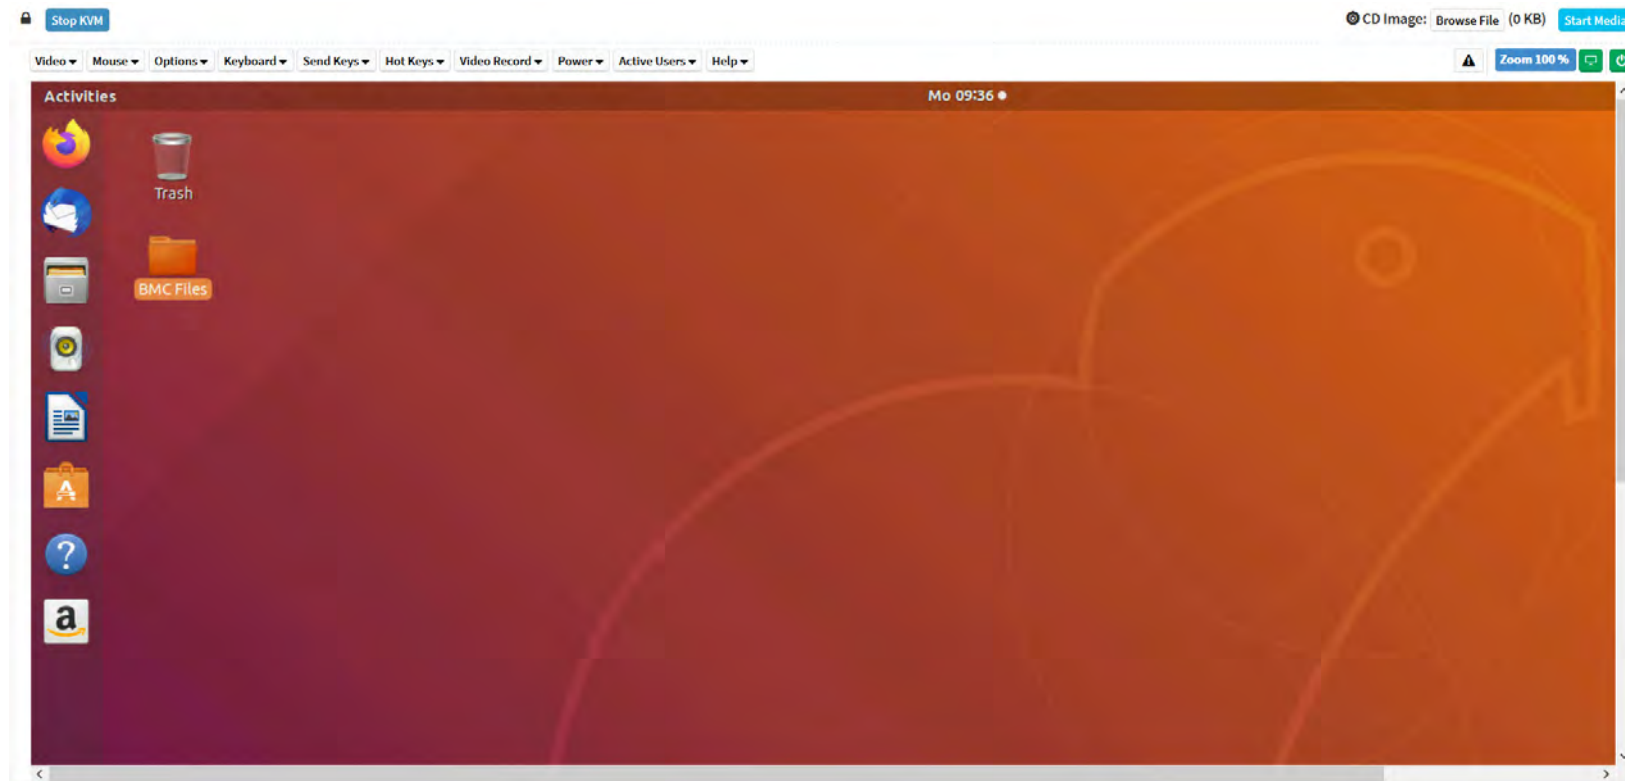 Stop KVM
CD Image: Browse File (0 KB) Start Media
Video Mouse Options Keyboard Send Keys Hot Keys Video Record Power Active Users Help
Zoom 100 %
Activities
Mo 09:36
Trash
BMC Files